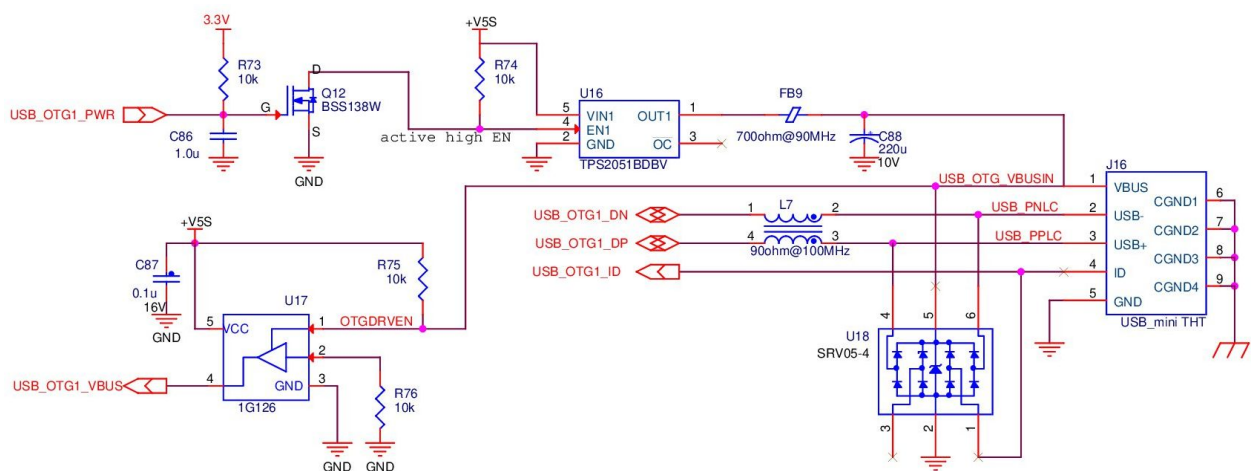 3.3V
R73
10k
USB_OTG1_PWR
C86
1.0u
G
D
S
Q12
BSS138W
GND
+V5S
R74
10k
active high EN
U16
5
4
2
VIN1
EN1
GND
OUT1
OC
1
3
TPS2051BDBV
FB9
700ohm@90MHz
C88
220u
10V
J16
USB_OTG_VBUSIN
USB_OTG1_DN
1
L7
2
USB_PNLC
USB_OTG1_DP
4
3
USB_PPLC
90ohm@100MHz
USB_OTG1_ID
1
2
3
4
5
VBUS
USB-
USB+
ID
GND
CGND1
CGND2
CGND3
CGND4
6
7
8
9
USB_mini THT
+V5S
C87
0.1u
16V
GND
R75
10k
U17
OTGDRVEN
5
VCC
1
2
3
GND
4
USB_OTG1_VBUS
1G126
R76
10k
GND
GND
4
5
6
U18
SRV05-4
3
2
1